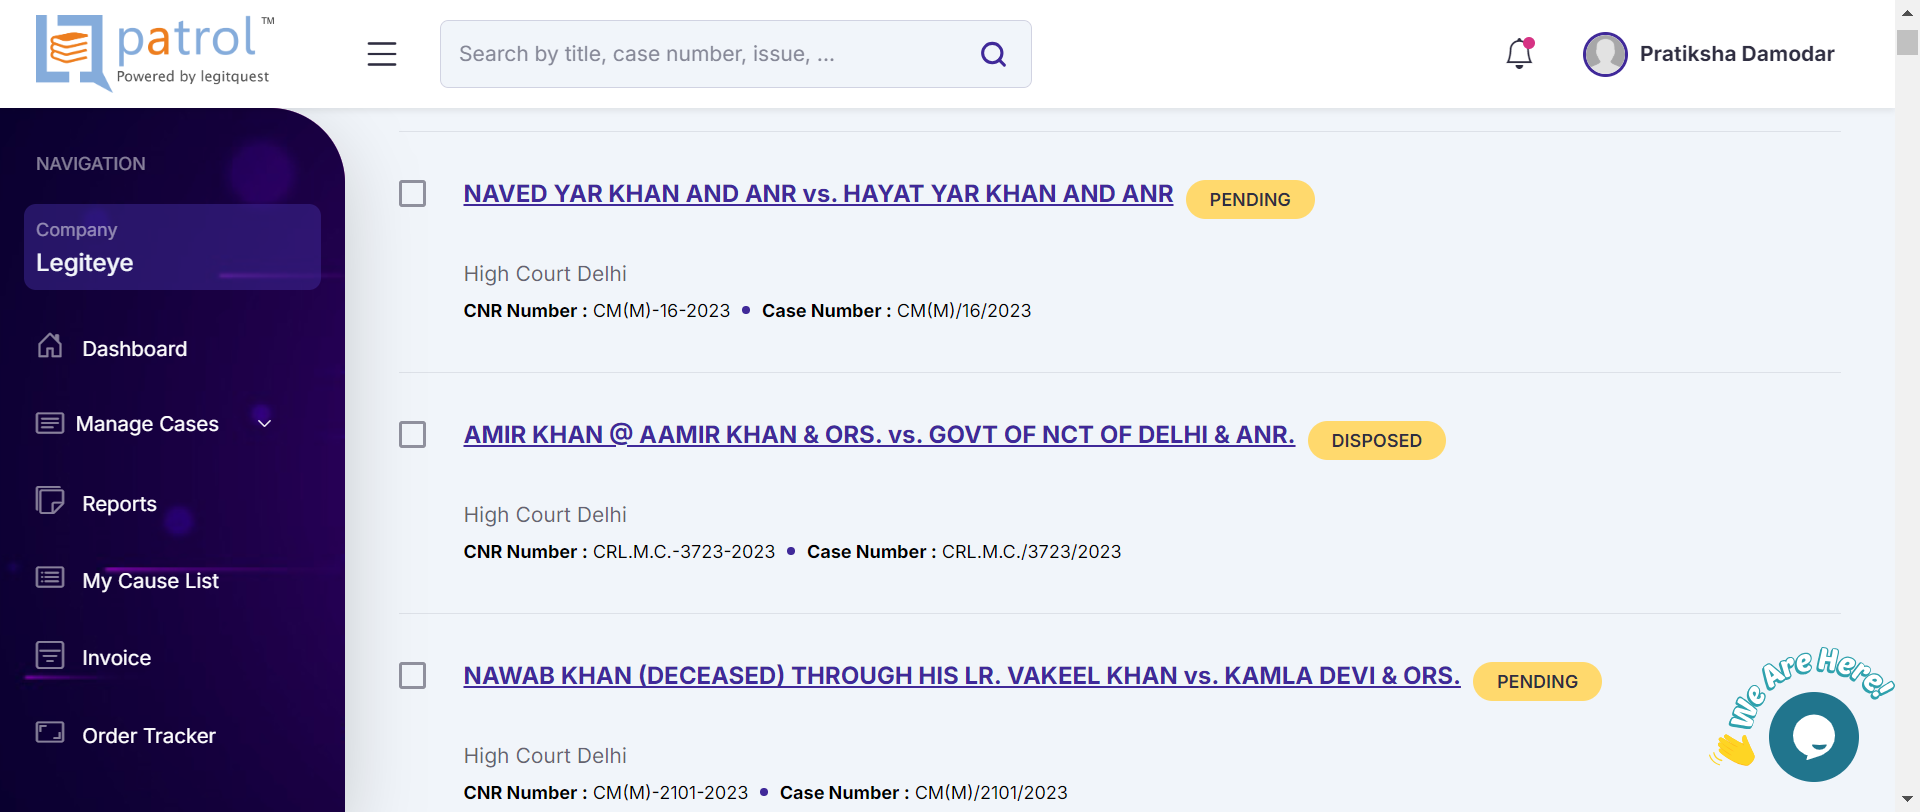 patrol TM
Powered by legitquest
Search by title, case number, issue, ...
Pratiksha Damodar
NAVIGATION
Company
Legiteye
Dashboard
Manage Cases
Reports
My Cause List
Invoice
Order Tracker
NAVED YAR KHAN AND ANR vs. HAYAT YAR KHAN AND ANR PENDING
High Court Delhi
CNR Number : CM(M)-16-2023 • Case Number : CM(M)/16/2023
AMIR KHAN @ AAMIR KHAN & ORS. vs. GOVT OF NCT OF DELHI & ANR. DISPOSED
High Court Delhi
CNR Number : CRL.M.C.-3723-2023 • Case Number : CRL.M.C./3723/2023
NAWAB KHAN (DECEASED) THROUGH HIS LR. VAKEEL KHAN vs. KAMLA DEVI & ORS. PENDING
High Court Delhi
CNR Number : CM(M)-2101-2023 • Case Number : CM(M)/2101/2023
We Are Here!